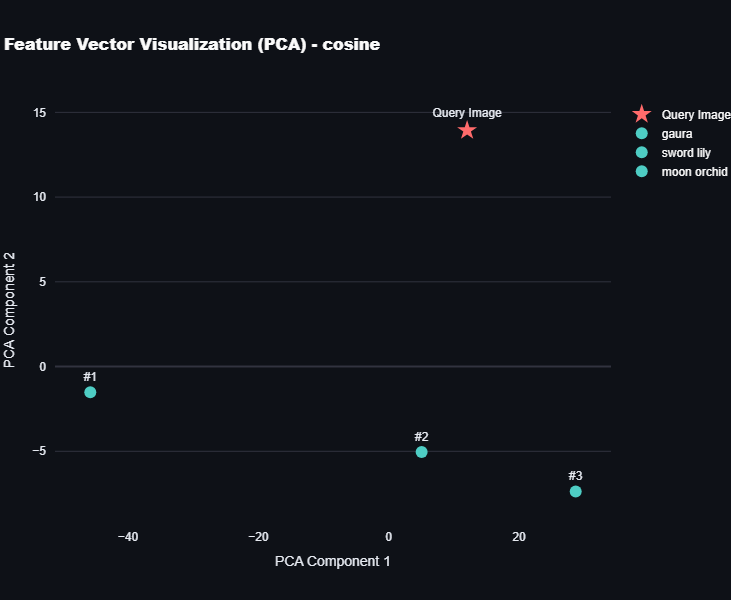 Feature Vector Visualization (PCA) - cosine
Query Image
Query Image
gaura
sword lily
moon orchid
15
10
5
0
−5
PCA Component 2
#1
#2
#3
−40
−20
0
20
PCA Component 1